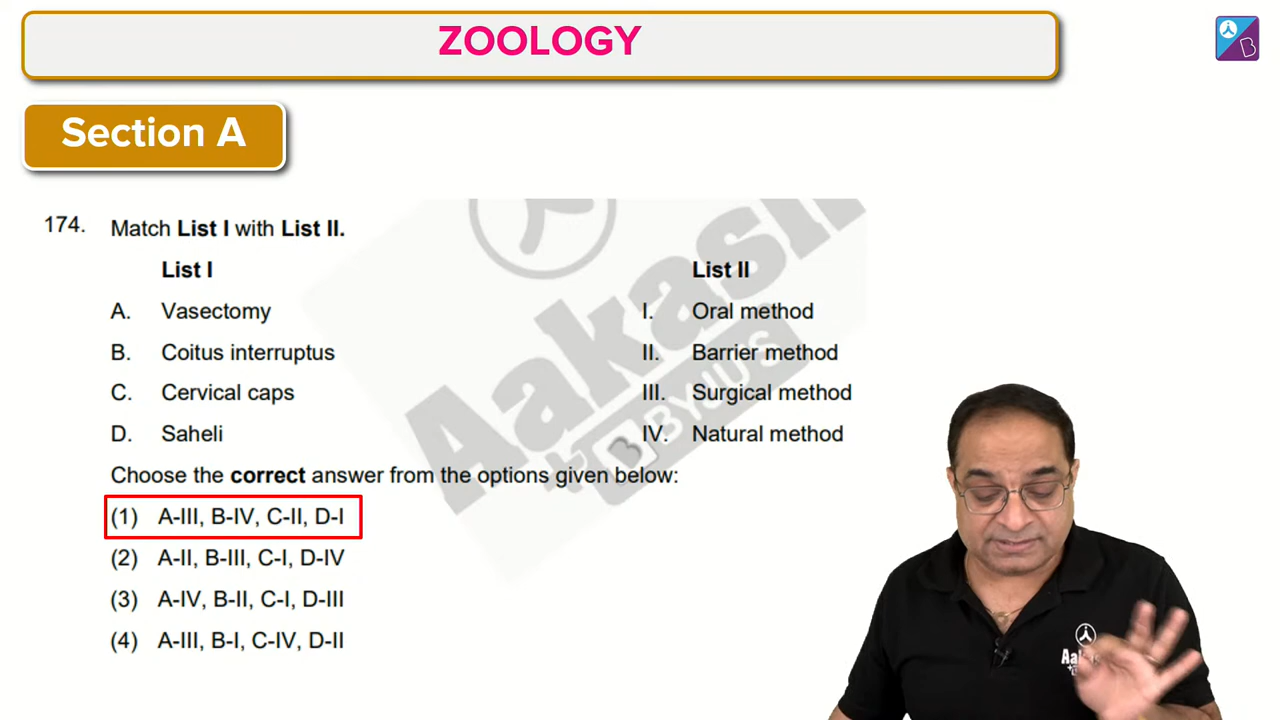 ZOOLOGY
Section A
174. Match List I with List II.
List I List II
A. Vasectomy I. Oral method
B. Coitus interruptus II. Barrier method
C. Cervical caps III. Surgical method
D. Saheli IV. Natural method
Choose the correct answer from the options given below:
(1) A-III, B-IV, C-II, D-I
(2) A-II, B-III, C-I, D-IV
(3) A-IV, B-II, C-I, D-III
(4) A-III, B-I, C-IV, D-II
Aakash
+B BYJU'S